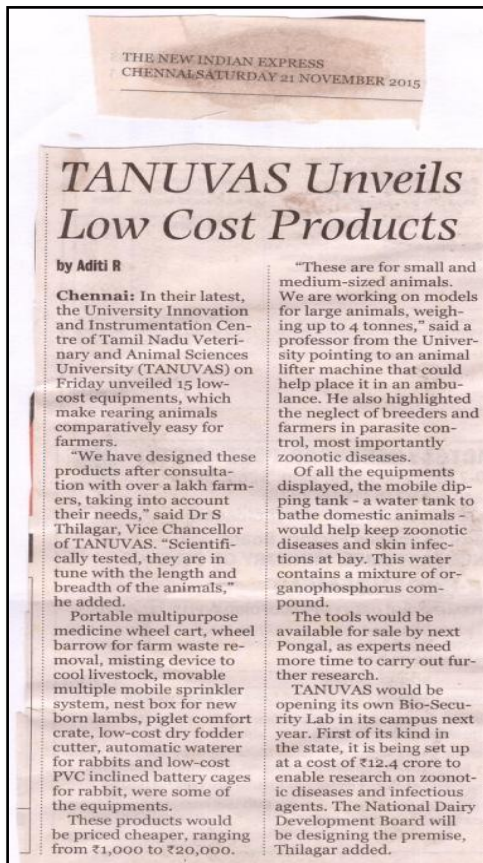 THE NEW INDIAN EXPRESS
CHENNAI SATURDAY 21 NOVEMBER 2015
TANUVAS Unveils
Low Cost Products
by Aditi R
Chennai: In their latest,
the University Innovation
and Instrumentation Cen-
tre of Tamil Nadu Veteri-
nary and Animal Sciences
University (TANUVAS) on
Friday unveiled 15 low-
cost equipments, which
make rearing animals
comparatively easy for
farmers.
"We have designed these
products after consulta-
tion with over a lakh farm-
ers, taking into account
their needs," said Dr S
Thilagar, Vice Chancellor
of TANUVAS. "Scientifi-
cally tested, they are in
tune with the length and
breadth of the animals,"
he added.
Portable multipurpose
medicine wheel cart, wheel
barrow for farm waste re-
moval, misting device to
cool livestock, movable
multiple mobile sprinkler
system, nest box for new
born lambs, piglet comfort
crate, low-cost dry fodder
cutter, automatic waterer
for rabbits and low-cost
PVC inclined battery cages
for rabbit, were some of
the equipments.
These products would
be priced cheaper, ranging
from ₹1,000 to ₹20,000.
"These are for small and
medium-sized animals.
We are working on models
for large animals, weigh-
ing up to 4 tonnes," said a
professor from the Univer-
sity pointing to an animal
lifter machine that could
help place it in an ambu-
lance. He also highlighted
the neglect of breeders and
farmers in parasite con-
trol, most importantly
zoonotic diseases.
Of all the equipments
displayed, the mobile dip-
ping tank - a water tank to
bathe domestic animals -
would help keep zoonotic
diseases and skin infec-
tions at bay. This water
contains a mixture of or-
ganophosphorus com-
pound.
The tools would be
available for sale by next
Pongal, as experts need
more time to carry out fur-
ther research.
TANUVAS would be
opening its own Bio-Secu-
rity Lab in its campus next
year. First of its kind in
the state, it is being set up
at a cost of ₹12.4 crore to
enable research on zoonot-
ic diseases and infectious
agents. The National Dairy
Development Board will
be designing the premise,
Thilagar added.